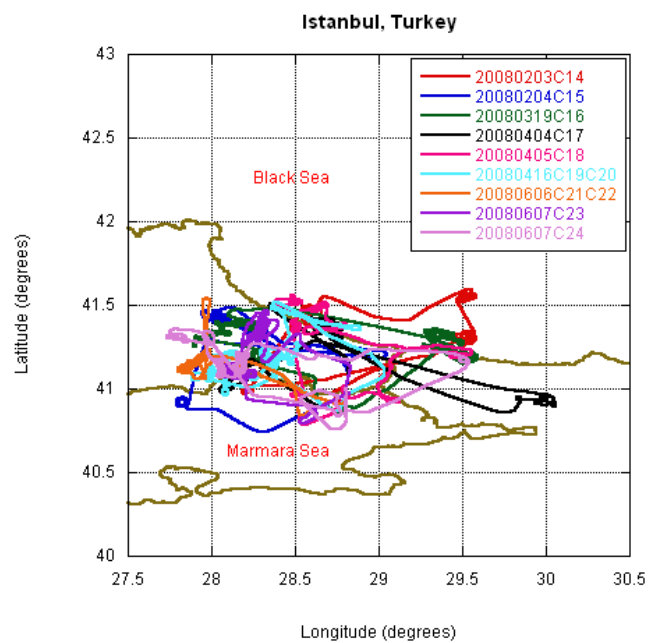 Istanbul, Turkey
43
42.5
42
41.5
41
40.5
40
27.5
28
28.5
29
29.5
30
30.5
Latitude (degrees)
Longitude (degrees)
20080203C14
20080204C15
20080319C16
20080404C17
20080405C18
20080416C19C20
20080606C21C22
20080607C23
20080607C24
Black Sea
Marmara Sea